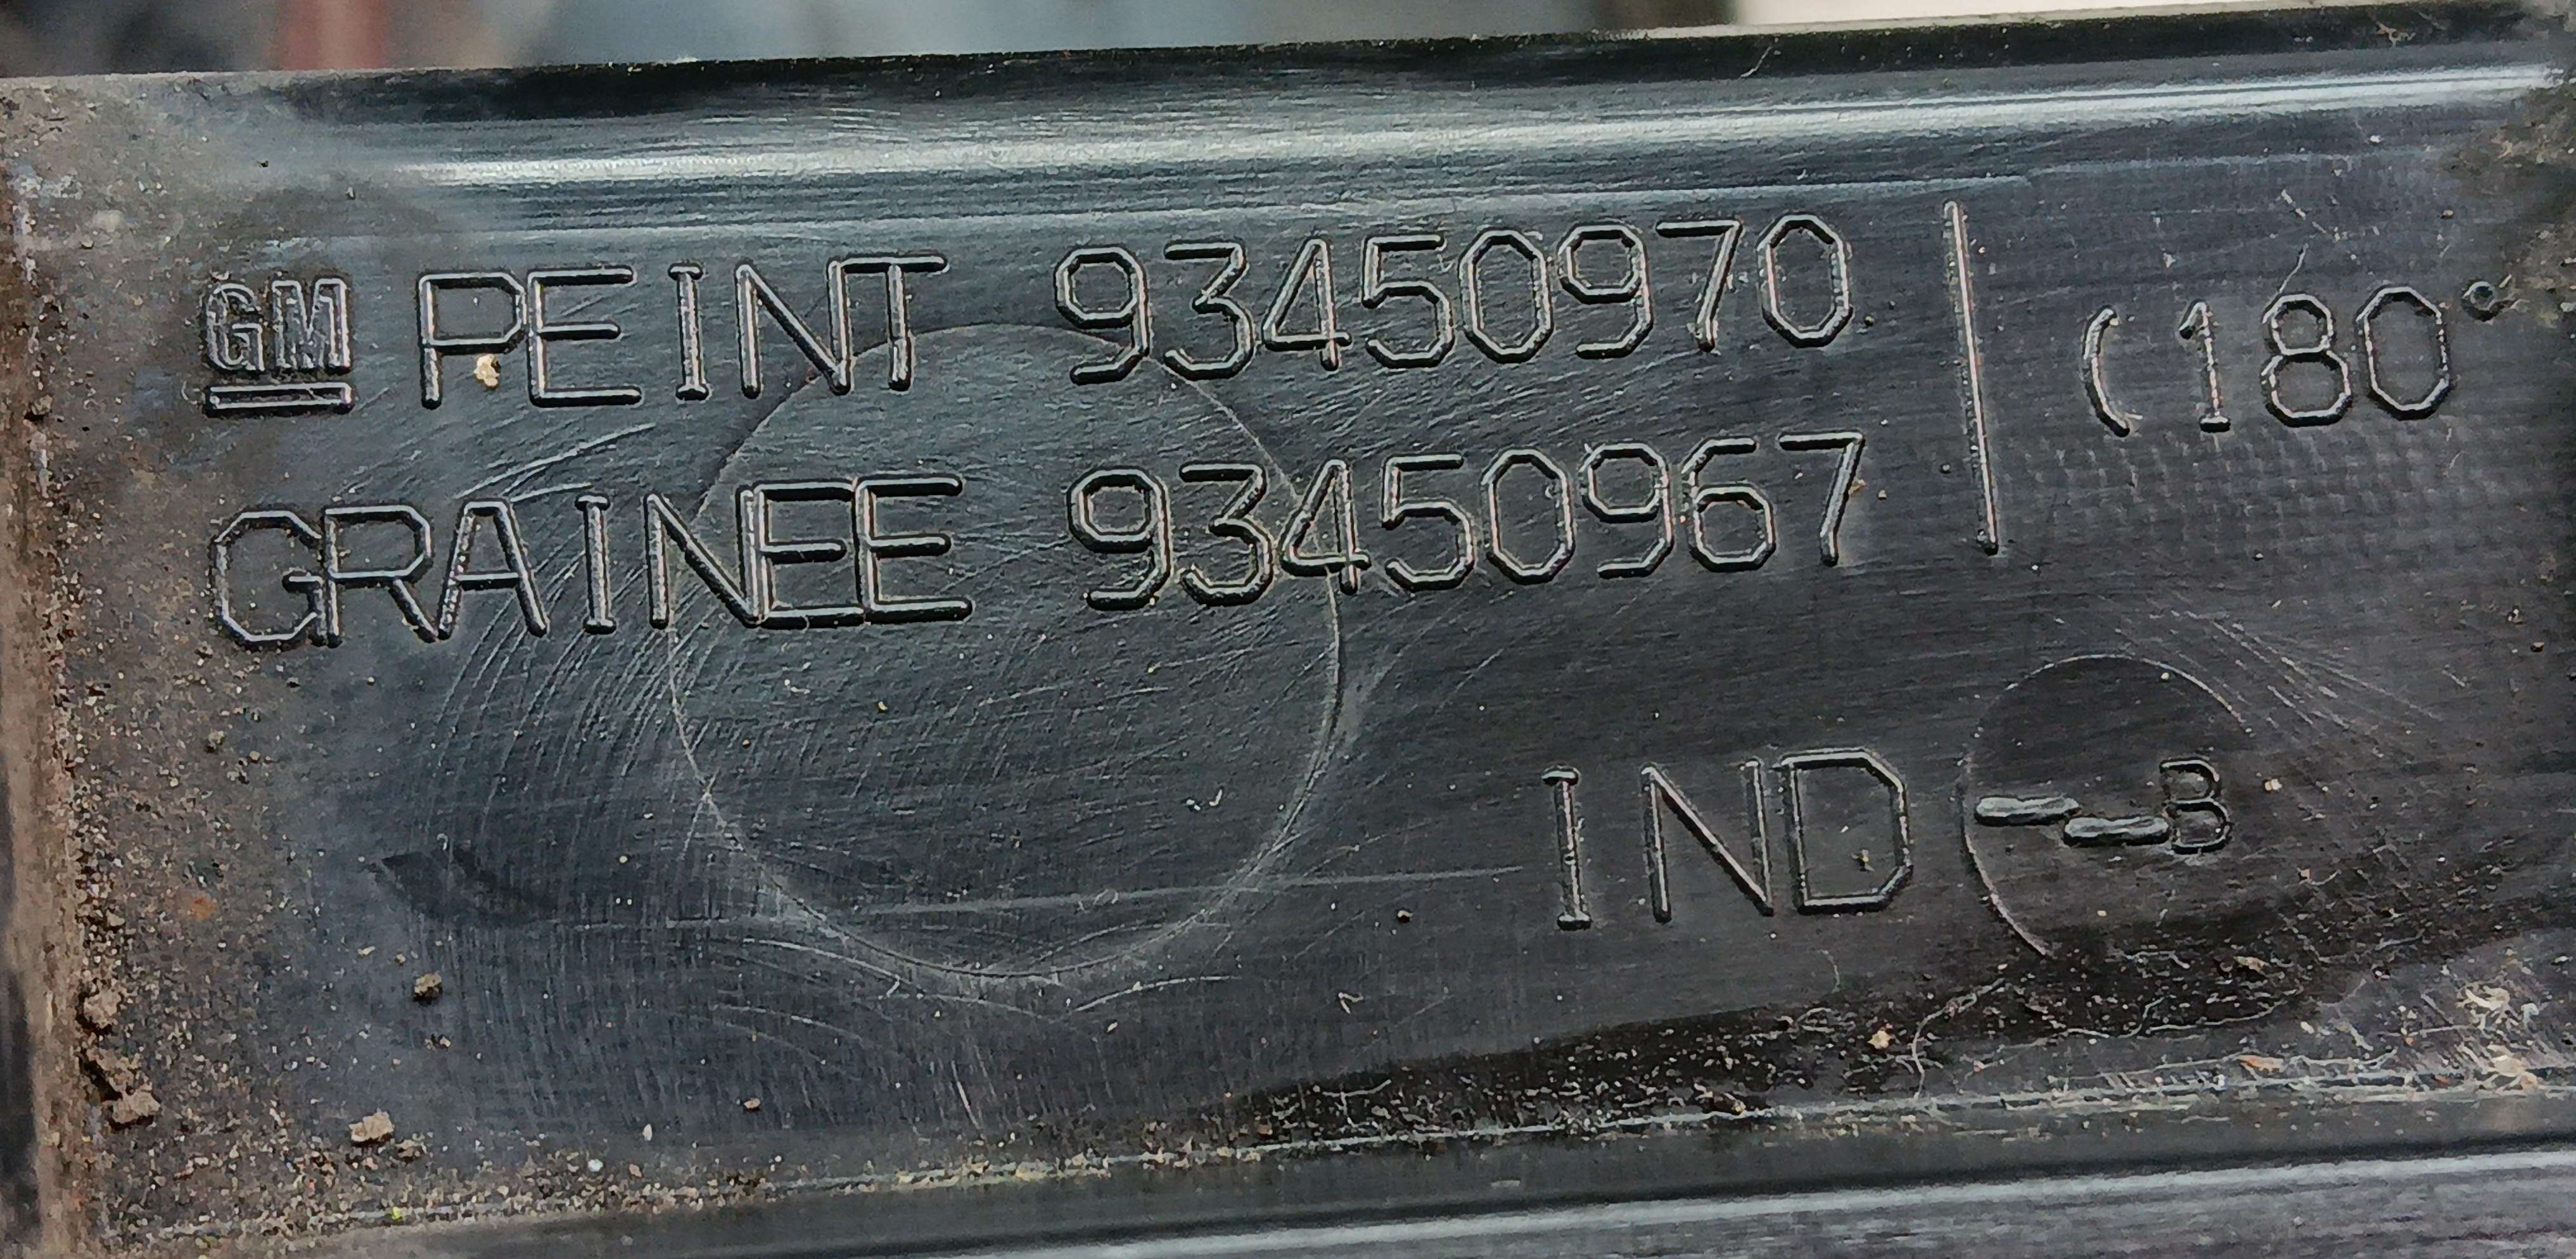 GM PEINT 93450970
GRAINEE 93450967
(180°
IND --B